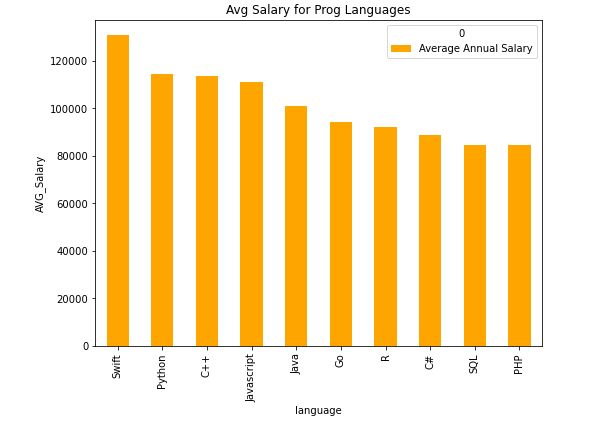 Avg Salary for Prog Languages
0
Average Annual Salary
AVG_Salary
120000
100000
80000
60000
40000
20000
0
Swift
Python
C++
Javascript
Java
Go
R
C#
SQL
PHP
language